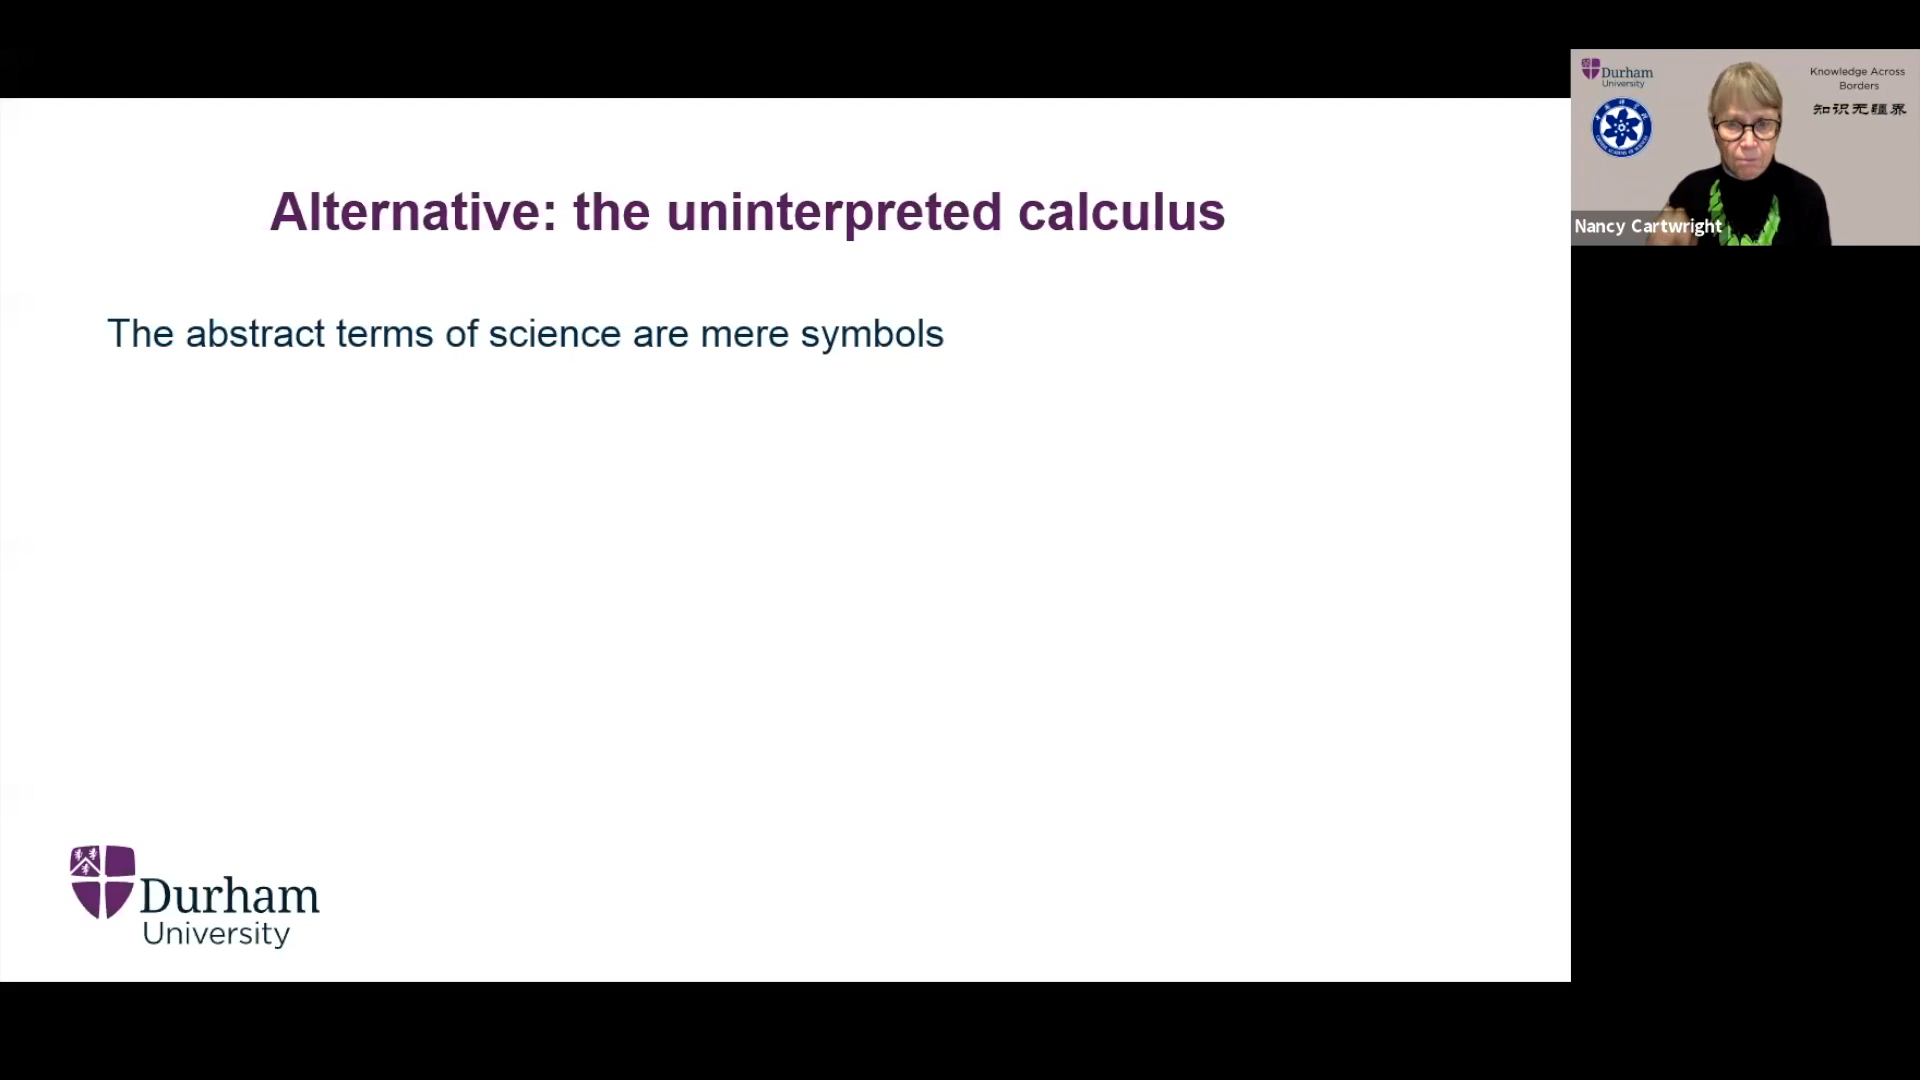 Alternative: the uninterpreted calculus
The abstract terms of science are mere symbols
Durham
University
Durham
University
Knowledge Across
Borders
知识无疆界
Nancy Cartwright